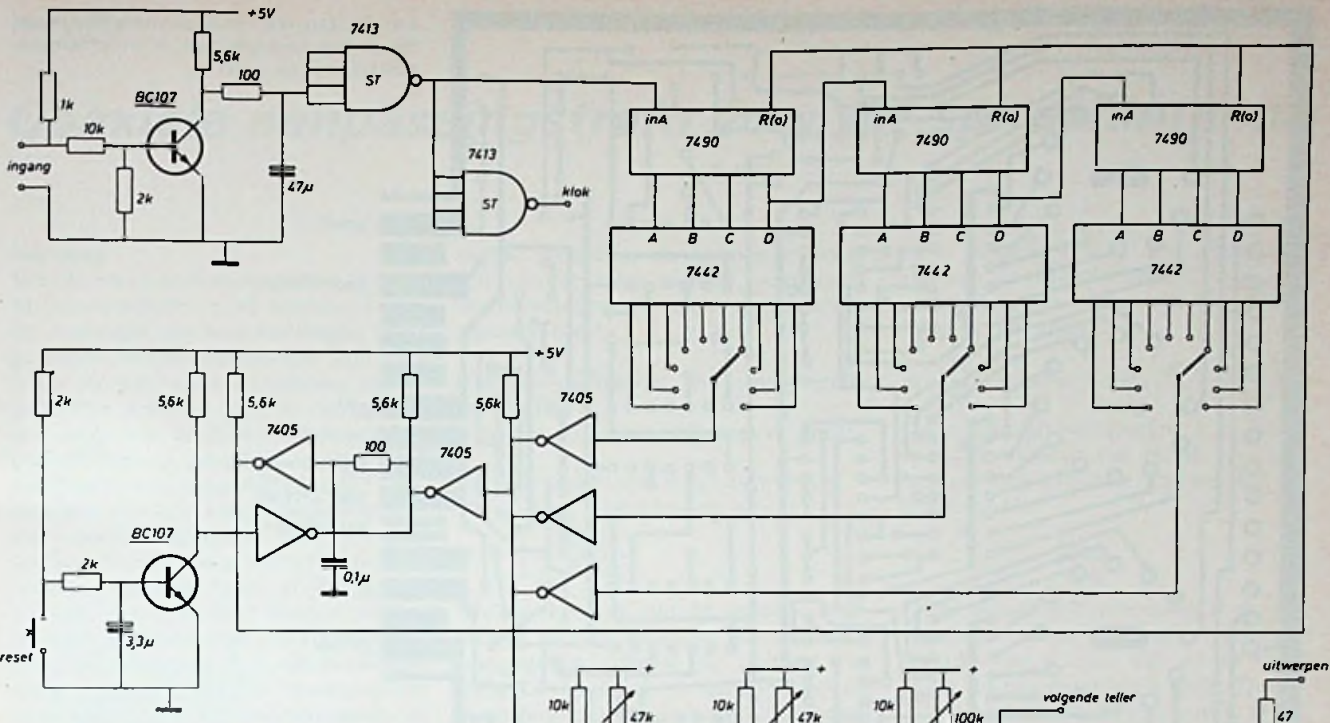 +5V
5,6k
7413
100
ST
1k
BC107
10k
ingang
2k
47µ
7413
ST
klok
inA R(o)
7490
inA R(o)
7490
inA R(o)
7490
A B C D
7442
A B C D
7442
A B C D
7442
+5V
2k
5,6k
5,6k
5,6k
5,6k
7405
7405
100
7405
BC107
2k
0,1µ
3,3µ
reset
+
10k
47k
+
10k
47k
+
10k
100k
volgende teller
uitwerpen
47